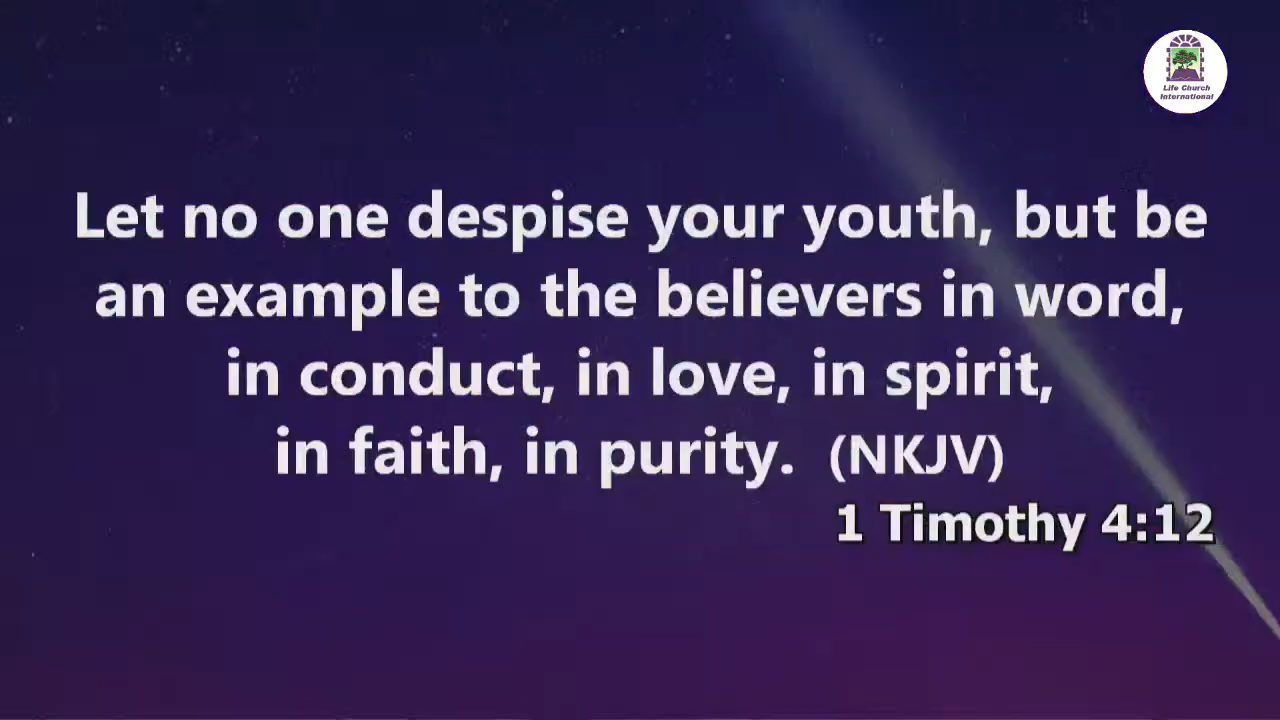 Life Church
International
Let no one despise your youth, but be
an example to the believers in word,
in conduct, in love, in spirit,
in faith, in purity. (NKJV)
1 Timothy 4:12